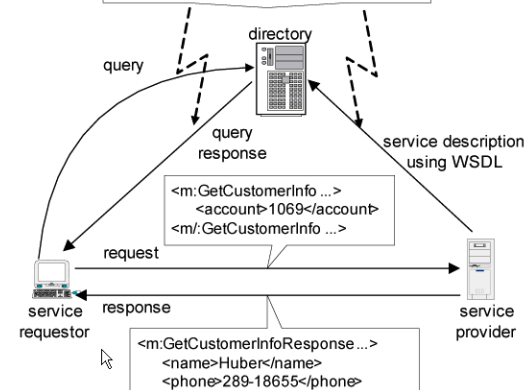 directory
query
query
response
service description
using WSDL
<m:GetCustomerInfo ...>
<account>1069</account>
<m/:GetCustomerInfo ...>
request
response
service
requestor
service
provider
<m:GetCustomerInfoResponse ...>
<name>Huber</name>
<phone>289-18655</phone>